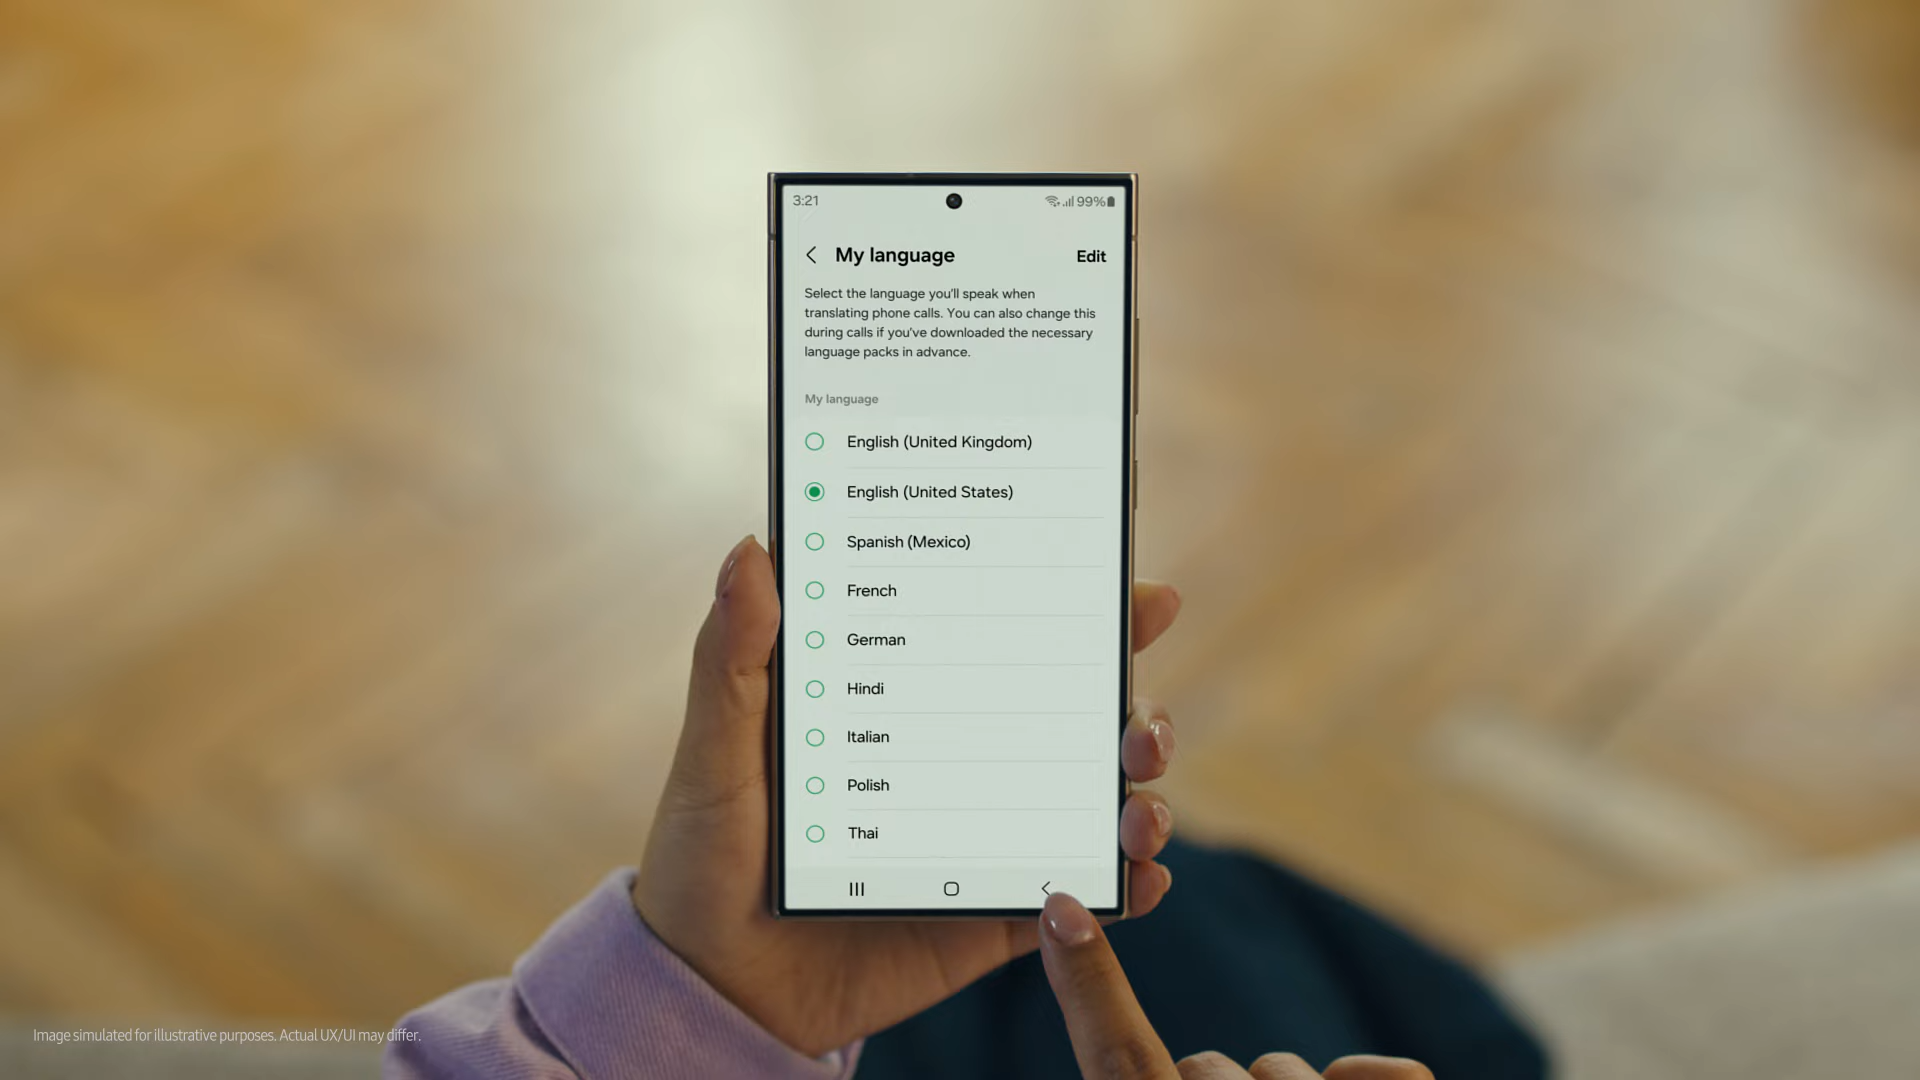 3:21
99%
My language
Edit
Select the language you'll speak when
translating phone calls. You can also change this
during calls if you've downloaded the necessary
language packs in advance.
My language
English (United Kingdom)
English (United States)
Spanish (Mexico)
French
German
Hindi
Italian
Polish
Thai
Image simulated for illustrative purposes. Actual UX/UI may differ.